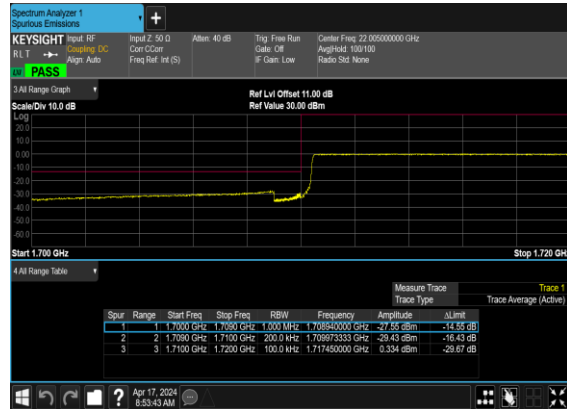 Spectrum Analyzer 1
Spurious Emissions
+
KEYSIGHT Input: RF Input Z: 50 Ω Atten: 40 dB Trig: Free Run Center Freq: 22.005000000 GHz
RLT Coupling: DC Corr CCorr Gate: Off Avg|Hold: 100/100
Align: Auto Freq Ref: Int (S) IF Gain: Low Radio Std: None
PASS
3 All Range Graph
Ref Lvl Offset 11.00 dB
Scale/Div 10.0 dB Ref Value 30.00 dBm
Log
20.0
10.0
0.00
-10.0
-20.0
-30.0
-40.0
-50.0
-60.0
Start 1.700 GHz Stop 1.720 GH
4 All Range Table
Measure Trace Trace 1
Trace Type Trace Average (Active)
Spur Range Start Freq Stop Freq RBW Frequency Amplitude ΔLimit
1 1 1.7000 GHz 1.7090 GHz 1.000 MHz 1.708940000 GHz -27.55 dBm -14.55 dB
2 2 1.7090 GHz 1.7100 GHz 200.0 kHz 1.709973333 GHz -29.43 dBm -16.43 dB
3 3 1.7100 GHz 1.7200 GHz 100.0 kHz 1.717450000 GHz 0.334 dBm -29.67 dB
? Apr 17, 2024
8:53:43 AM